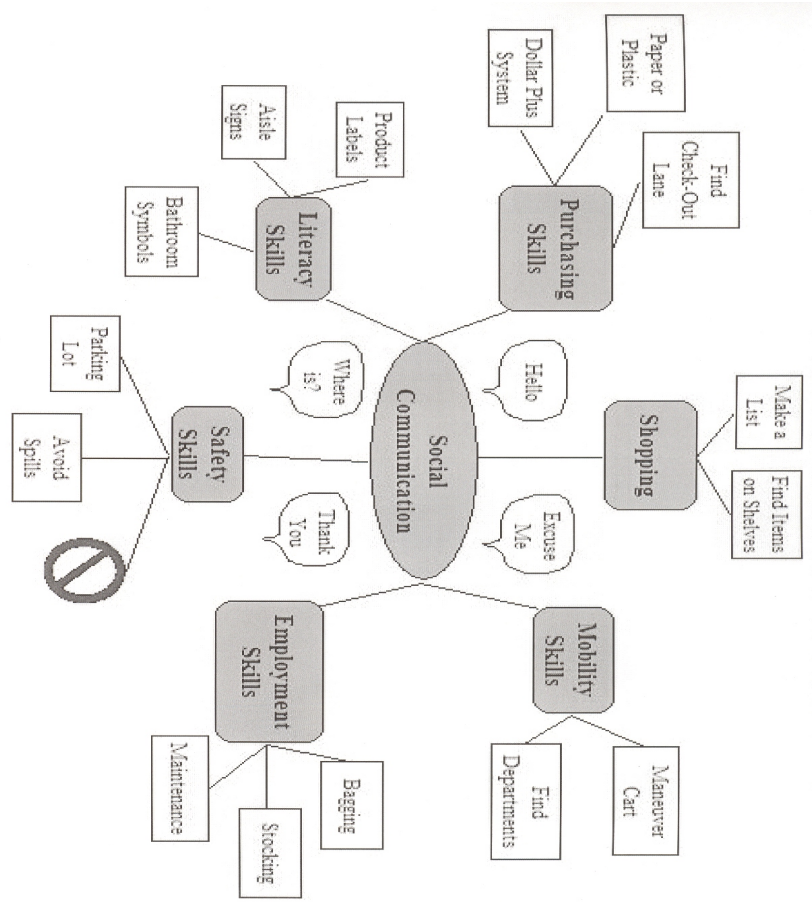 Make a
List
Find Items
on Shelves
Find
Check-Out
Lane
Paper or
Plastic
Shopping
Maneuver
Cart
Dollar Plus
System
Purchasing
Skills
Mobility
Skills
Find
Departments
Hello
Excuse
Me
Social
Communication
Product
Labels
Aisle
Signs
Literacy
Skills
Where
is?
Thank
You
Employment
Skills
Bagging
Stocking
Maintenance
Bathroom
Symbols
Safety
Skills
Parking
Lot
Avoid
Spills